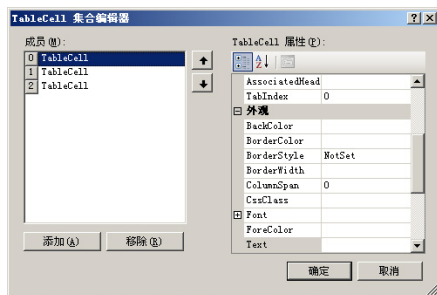 TableCell 集合编辑器
成员(M):
0 TableCell
1 TableCell
2 TableCell
添加(A)
移除(R)
TableCell 属性(P):
AssociatedHead
TabIndex 0
外观
BackColor
BorderColor
BorderStyle NotSet
BorderWidth
ColumnSpan 0
CssClass
Font
ForeColor
Text
确定
取消